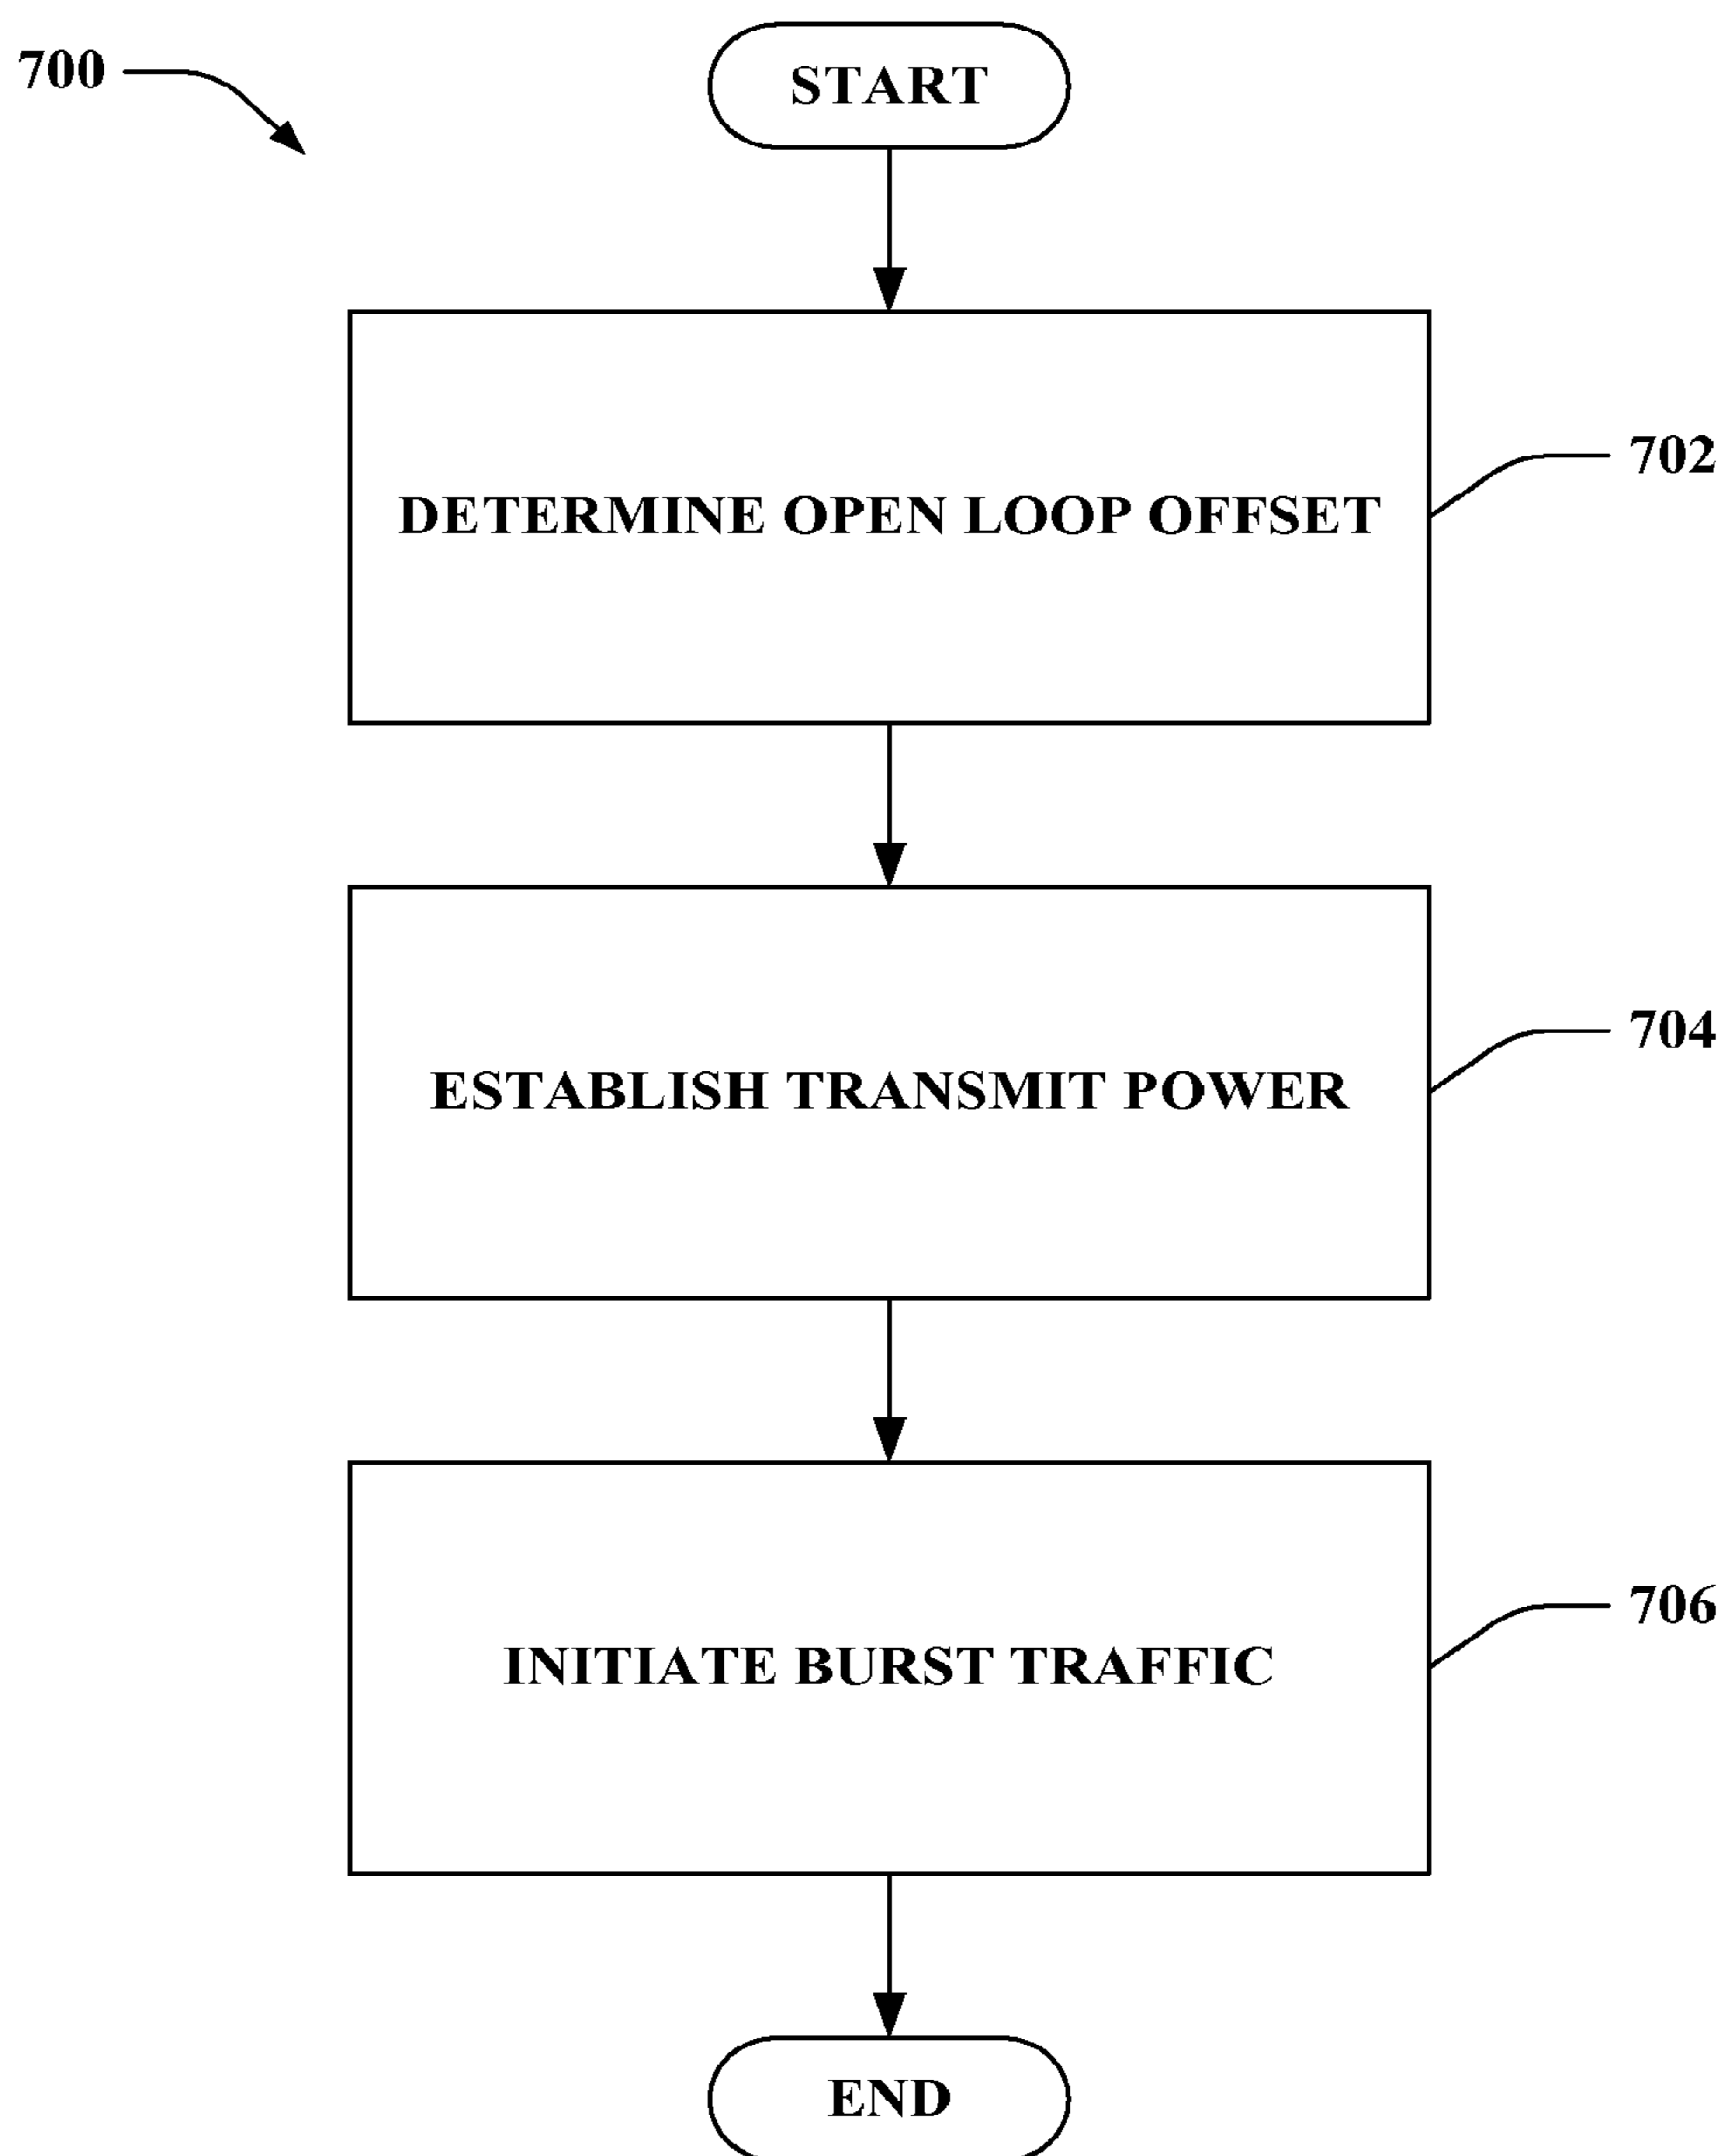 700
START
DETERMINE OPEN LOOP OFFSET
702
ESTABLISH TRANSMIT POWER
704
INITIATE BURST TRAFFIC
706
END